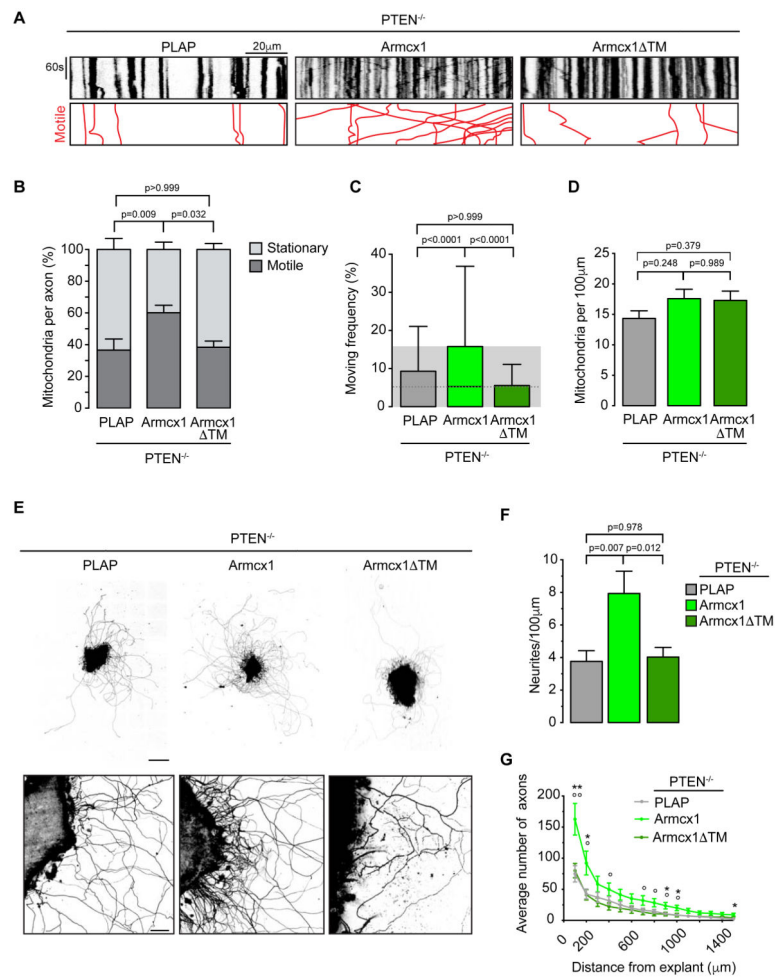 A
PTEN-/-
PLAP 20µm Armcx1 Armcx1ΔTM
60s
Motile
B
p>0.999
p=0.009 p=0.032
100
80
60
40
20
0
Mitochondria per axon (%)
Stationary
Motile
PLAP Armcx1 Armcx1
ΔTM
PTEN-/-
C
p>0.999
p<0.0001 p<0.0001
40
30
20
10
0
Moving frequency (%)
PLAP Armcx1 Armcx1
ΔTM
PTEN-/-
D
p=0.379
p=0.248 p=0.989
25
20
15
10
5
0
Mitochondria per 100µm
PLAP Armcx1 Armcx1
ΔTM
PTEN-/-
E
PTEN-/-
PLAP Armcx1 Armcx1ΔTM
F
p=0.978
p=0.007 p=0.012
10
8
6
4
2
0
Neurites/100µm
PTEN-/-
PLAP
Armcx1
Armcx1ΔTM
G
PTEN-/-
PLAP
Armcx1
Armcx1ΔTM
200
150
100
50
0
Average number of axons
0 200 600 1000 1400
Distance from explant (µm)